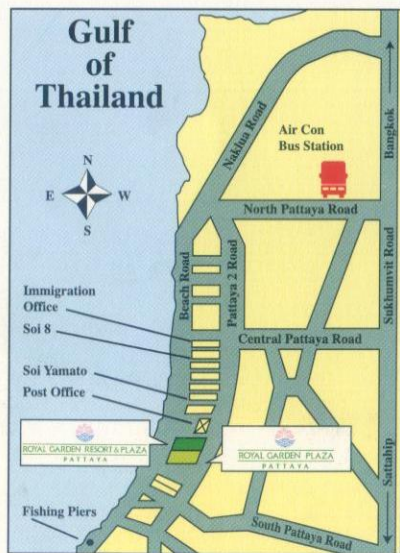 Gulf
of
Thailand
N
E W
S
Naklua Road
Air Con
Bus Station
Bangkok
North Pattaya Road
Sukhumvit Road
Beach Road
Pattaya 2 Road
Immigration
Office
Soi 8
Central Pattaya Road
Soi Yamato
Post Office
ROYAL GARDEN RESORT & PLAZA
PATTAYA
ROYAL GARDEN PLAZA
PATTAYA
Sattahip
Fishing Piers
South Pattaya Road